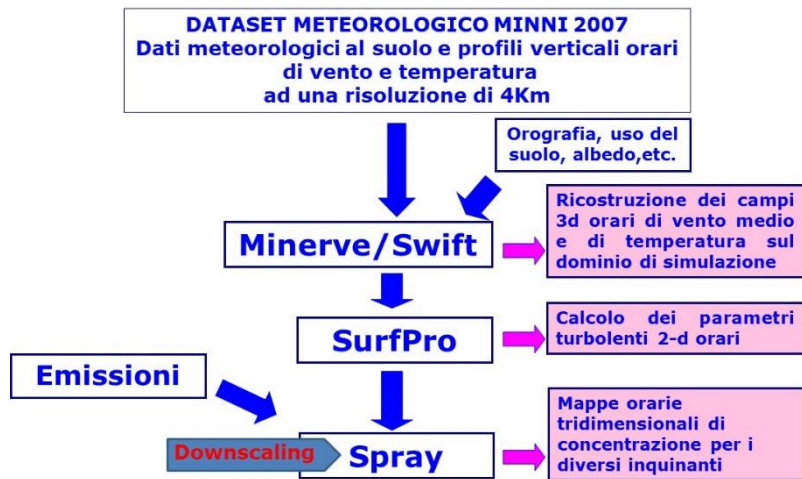 DATASET METEOROLOGICO MINNI 2007
Dati meteorologici al suolo e profili verticali orari
di vento e temperatura
ad una risoluzione di 4Km
Orografia, uso del
suolo, albedo,etc.
Minerve/Swift
Ricostruzione dei campi
3d orari di vento medio
e di temperatura sul
dominio di simulazione
SurfPro
Calcolo dei parametri
turbolenti 2-d orari
Emissioni
Downscaling
Spray
Mappe orarie
tridimensionali di
concentrazione per i
diversi inquinanti